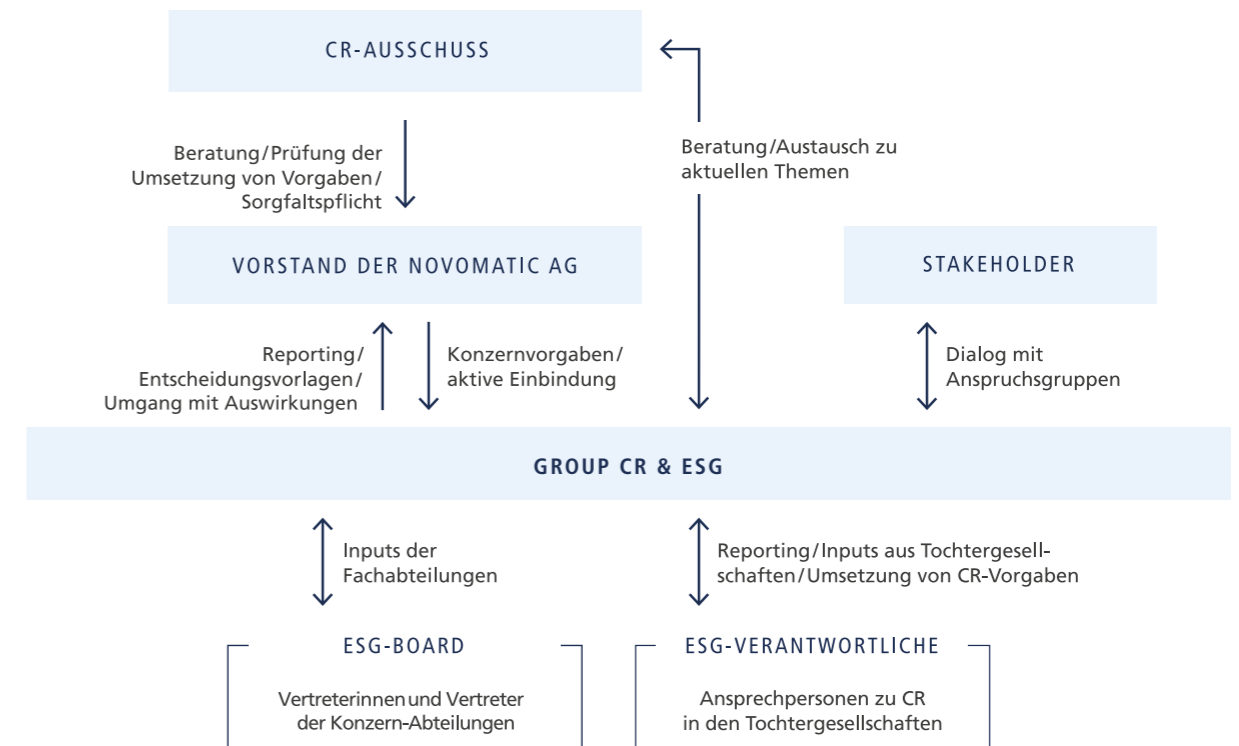 CR-AUSSCHUSS
Beratung/Prüfung der
Umsetzung von Vorgaben/
Sorgfaltspflicht
Beratung/Austausch zu
aktuellen Themen
VORSTAND DER NOVOMATIC AG
STAKEHOLDER
Reporting/
Entscheidungsvorlagen/
Umgang mit Auswirkungen
Konzernvorgaben/
aktive Einbindung
Dialog mit
Anspruchsgruppen
GROUP CR & ESG
Inputs der
Fachabteilungen
Reporting/Inputs aus Tochtergesell-
schaften/Umsetzung von CR-Vorgaben
ESG-BOARD
Vertreterinnen und Vertreter
der Konzern-Abteilungen
ESG-VERANTWORTLICHE
Ansprechpersonen zu CR
in den Tochtergesellschaften